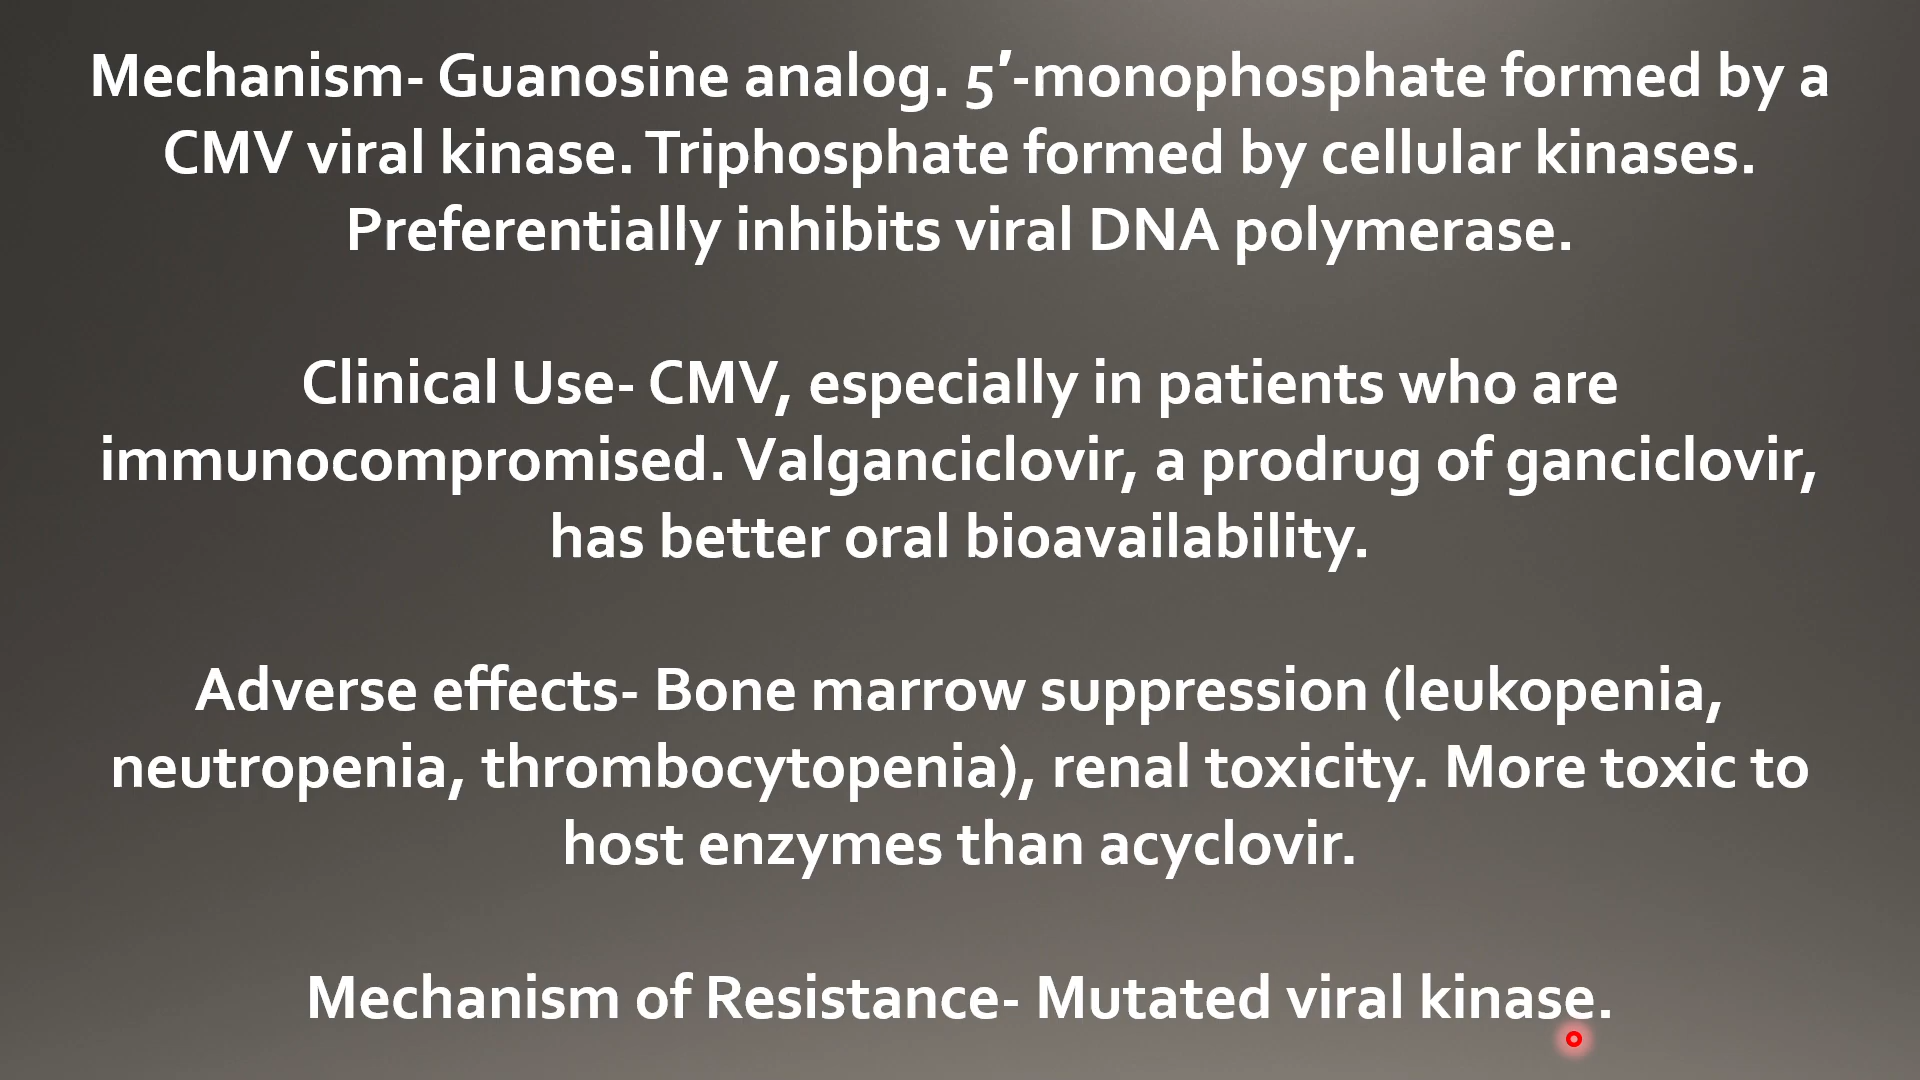 Mechanism- Guanosine analog. 5′-monophosphate formed by a
CMV viral kinase. Triphosphate formed by cellular kinases.
Preferentially inhibits viral DNA polymerase.
Clinical Use- CMV, especially in patients who are
immunocompromised. Valganciclovir, a prodrug of ganciclovir,
has better oral bioavailability.
Adverse effects- Bone marrow suppression (leukopenia,
neutropenia, thrombocytopenia), renal toxicity. More toxic to
host enzymes than acyclovir.
Mechanism of Resistance- Mutated viral kinase.